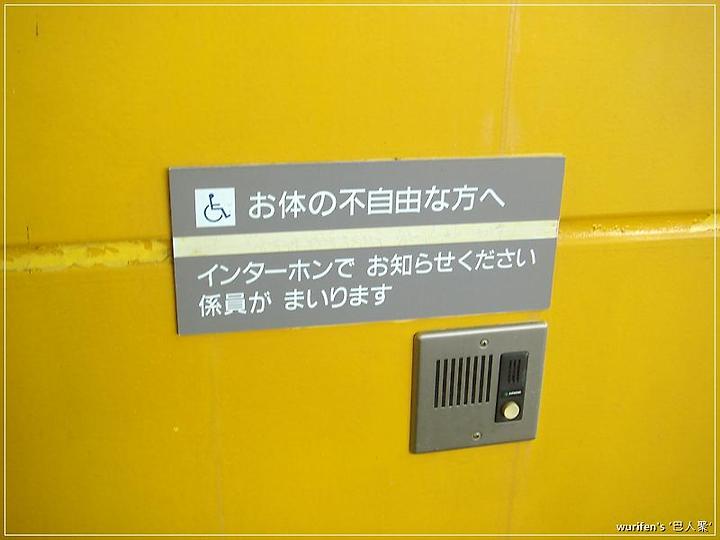 お体の不自由な方へ
インターホンで お知らせください
係員が まいります
wurifen's '巴人聚'